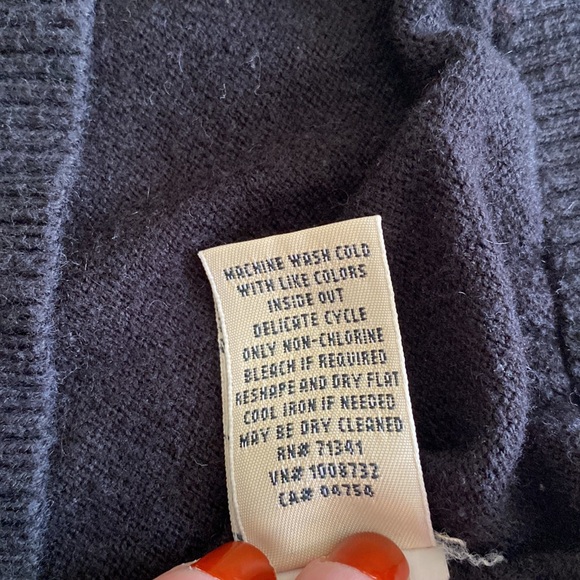 MACHINE WASH COLD
WITH LIKE COLORS
INSIDE OUT
DELICATE CYCLE
ONLY NON-CHLORINE
BLEACH IF REQUIRED
RESHAPE AND DRY FLAT
COOL IRON IF NEEDED
MAY BE DRY CLEANED
RN# 71341
VN# 1008732
CA# 04754